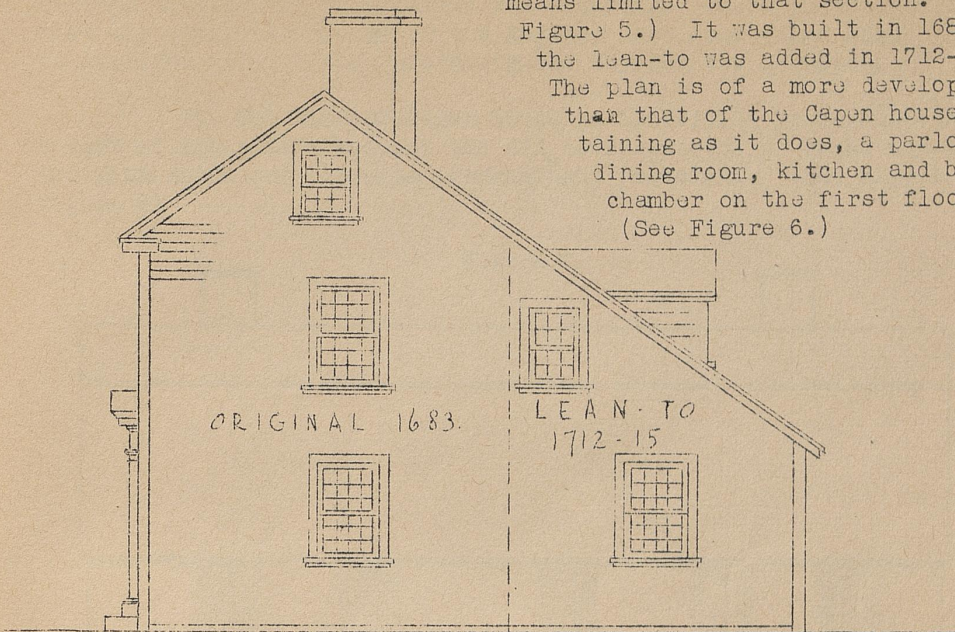 means limited to that section.
Figure 5.) It was built in 168
the lean-to was added in 1712-
The plan is of a more develop
than that of the Capen house
taining as it does, a parlo
dining room, kitchen and b
chamber on the first floo
(See Figure 6.)
ORIGINAL 1683.
LEAN-TO
1712-15